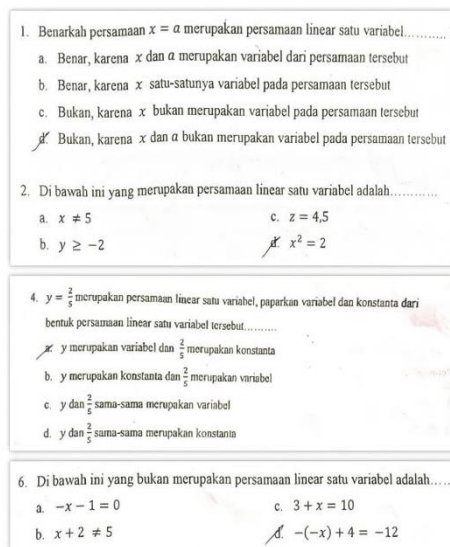 1. Benarkah persamaan x = a merupakan persamaan linear satu variabel...........
a. Benar, karena x dan a merupakan variabel dari persamaan tersebut
b. Benar, karena x satu-satunya variabel pada persamaan tersebut
c. Bukan, karena x bukan merupakan variabel pada persamaan tersebut
d. Bukan, karena x dan a bukan merupakan variabel pada persamaan tersebut
2. Di bawah ini yang merupakan persamaan linear satu variabel adalah............
a. x ≠ 5 c. z = 4,5
b. y ≥ −2 d. x² = 2
4. y = 2/5 merupakan persamaan linear satu variabel, paparkan variabel dan konstanta dari
bentuk persamaan linear satu variabel tersebut..........
a. y merupakan variabel dan 2/5 merupakan konstanta
b. y merupakan konstanta dan 2/5 merupakan variabel
c. y dan 2/5 sama-sama merupakan variabel
d. y dan 2/5 sama-sama merupakan konstanta
6. Di bawah ini yang bukan merupakan persamaan linear satu variabel adalah.....
a. −x − 1 = 0 c. 3 + x = 10
b. x + 2 ≠ 5 d. −(−x) + 4 = −12